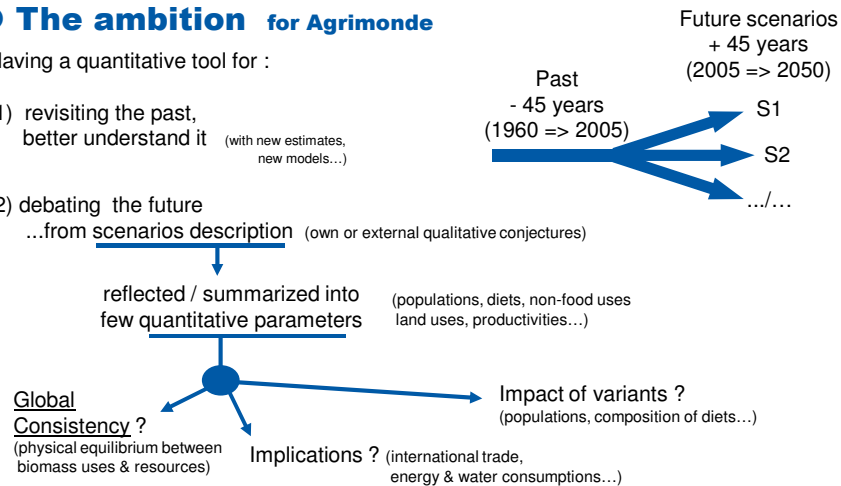 The ambition for Agrimonde
aving a quantitative tool for :
1) revisiting the past,
better understand it (with new estimates,
new models…)
2) debating the future
...from scenarios description (own or external qualitative conjectures)
reflected / summarized into
few quantitative parameters
(populations, diets, non-food uses
land uses, productivities…)
Global
Consistency ?
(physical equilibrium between
biomass uses & resources)
Implications ? (international trade,
energy & water consumptions…)
Impact of variants ?
(populations, composition of diets…)
Past
- 45 years
(1960 => 2005)
Future scenarios
+ 45 years
(2005 => 2050)
S1
S2
.../…